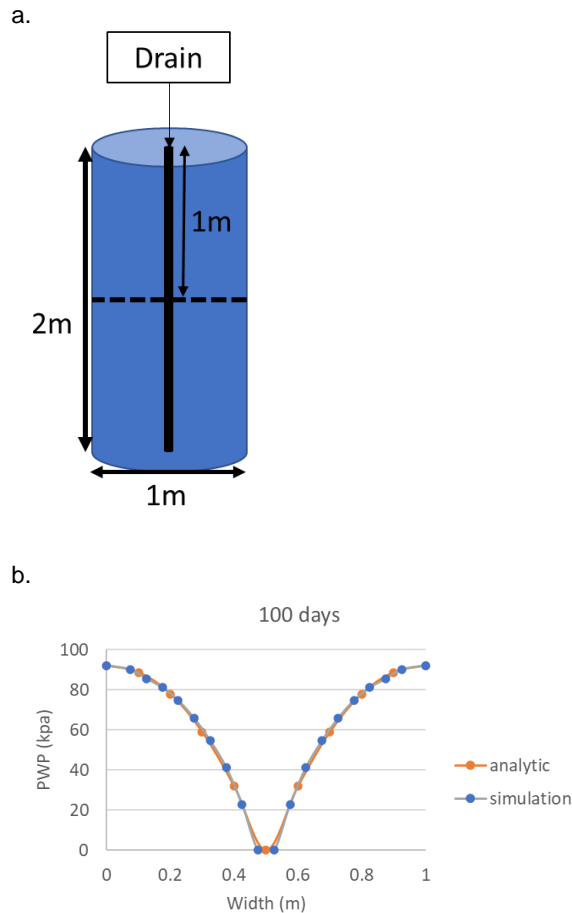 a.
Drain
1m
2m
1m
b.
100 days
100
80
60
40
20
0
PWP (kpa)
0 0.2 0.4 0.6 0.8 1
Width (m)
analytic
simulation